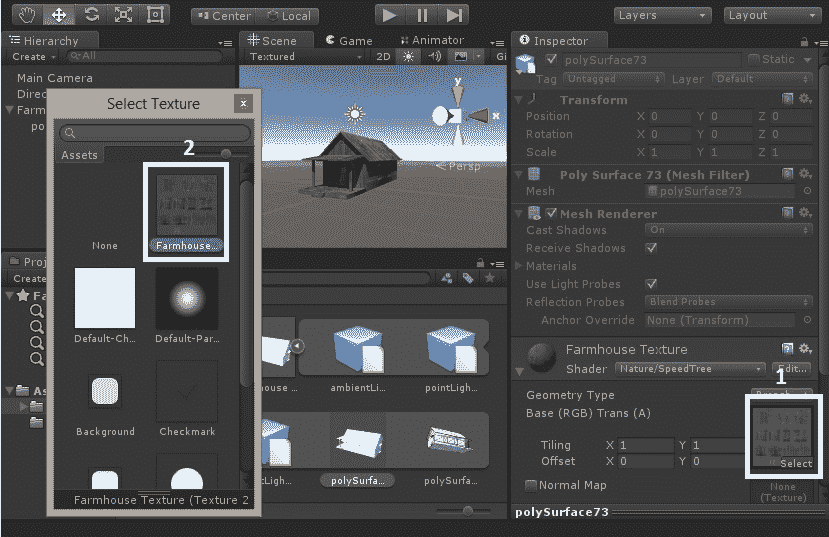 Center Local
Layers Layout
Hierarchy
Create All
Main Camera
Direc
Farm
po
Scene Game Animator
Textured 2D Gi
y
x
Persp
Select Texture
Assets
2
None
Farmhouse...
Default-Ch...
Default-Par...
Background
Checkmark
Farmhouse Texture (Texture 2
Proj
Create
Fa
As
house ...
ambientLi...
pointLigh...
ntLigh...
polySurfa...
polySurfa...
Inspector
polySurface73 Static
Tag Untagged Layer Default
Transform
Position X 0 Y 0 Z 0
Rotation X 0 Y 0 Z 0
Scale X 1 Y 1 Z 1
Poly Surface 73 (Mesh Filter)
Mesh polySurface73
Mesh Renderer
Cast Shadows On
Receive Shadows
Materials
Use Light Probes
Reflection Probes Blend Probes
Anchor Override None (Transform)
Farmhouse Texture
Shader Nature/SpeedTree Edit...
1
Geometry Type Branch
Base (RGB) Trans (A)
Tiling X 1 Y 1
Offset X 0 Y 0
Select
Normal Map
None
(Texture)
polySurface73